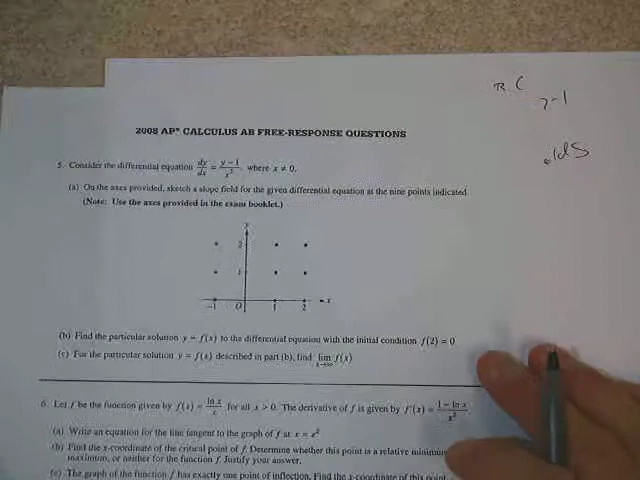 2008 AP® CALCULUS AB FREE-RESPONSE QUESTIONS
5. Consider the differential equation dy/dx = (y − 1)/x², where x ≠ 0.
(a) On the axes provided, sketch a slope field for the given differential equation at the nine points indicated.
(Note: Use the axes provided in the exam booklet.)
y
2
1
−1 O 1 2 x
(b) Find the particular solution y = f(x) to the differential equation with the initial condition f(2) = 0.
(c) For the particular solution y = f(x) described in part (b), find lim x→∞ f(x).
6. Let f be the function given by f(x) = ln x/x for all x > 0. The derivative of f is given by f′(x) = (1 − ln x)/x².
(a) Write an equation for the line tangent to the graph of f at x = e².
(b) Find the x-coordinate of the critical point of f. Determine whether this point is a relative minimum
maximum, or neither for the function f. Justify your answer.
(c) The graph of the function f has exactly one point of inflection. Find the x-coordinate of this point.